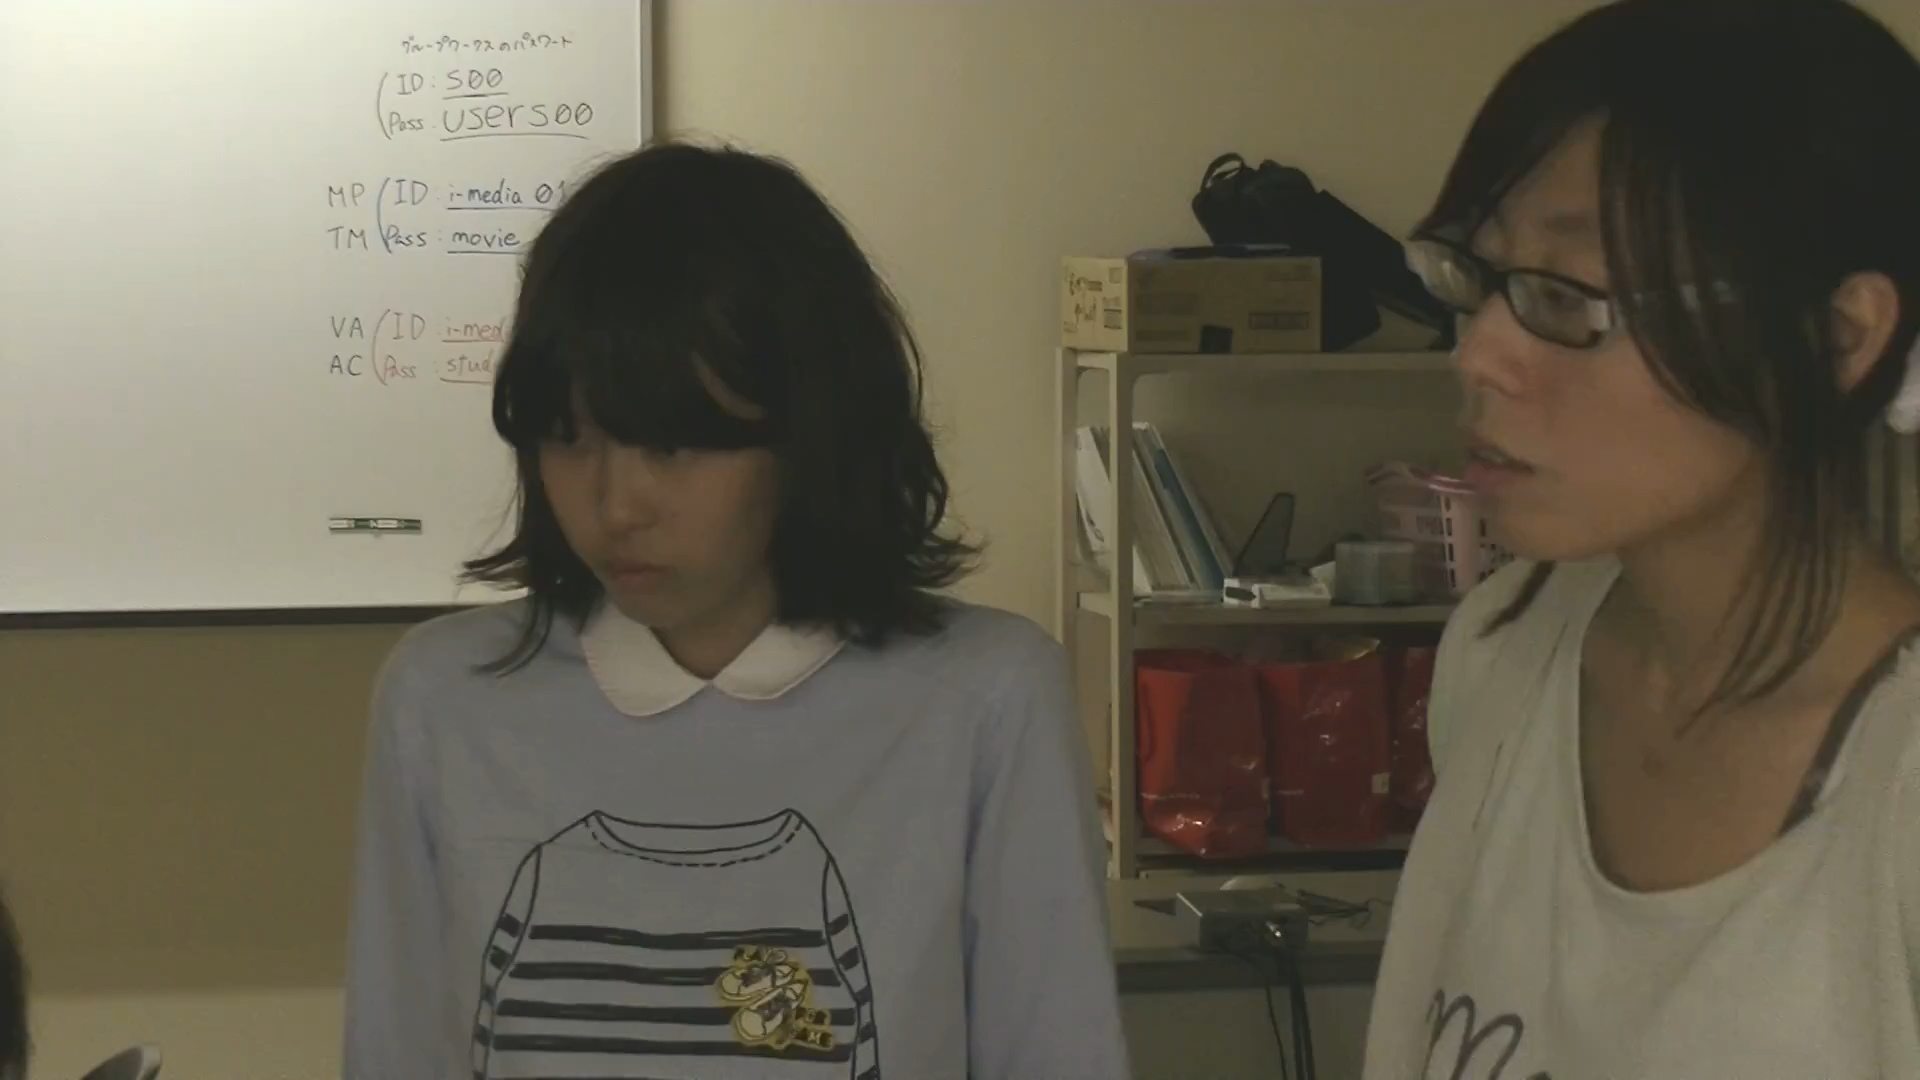 グループワークスのパスワード
ID: S00
Pass. USERS00
MP ID: i-media 01
TM Pass: movie
VA ID: i-med
AC Pass: stud